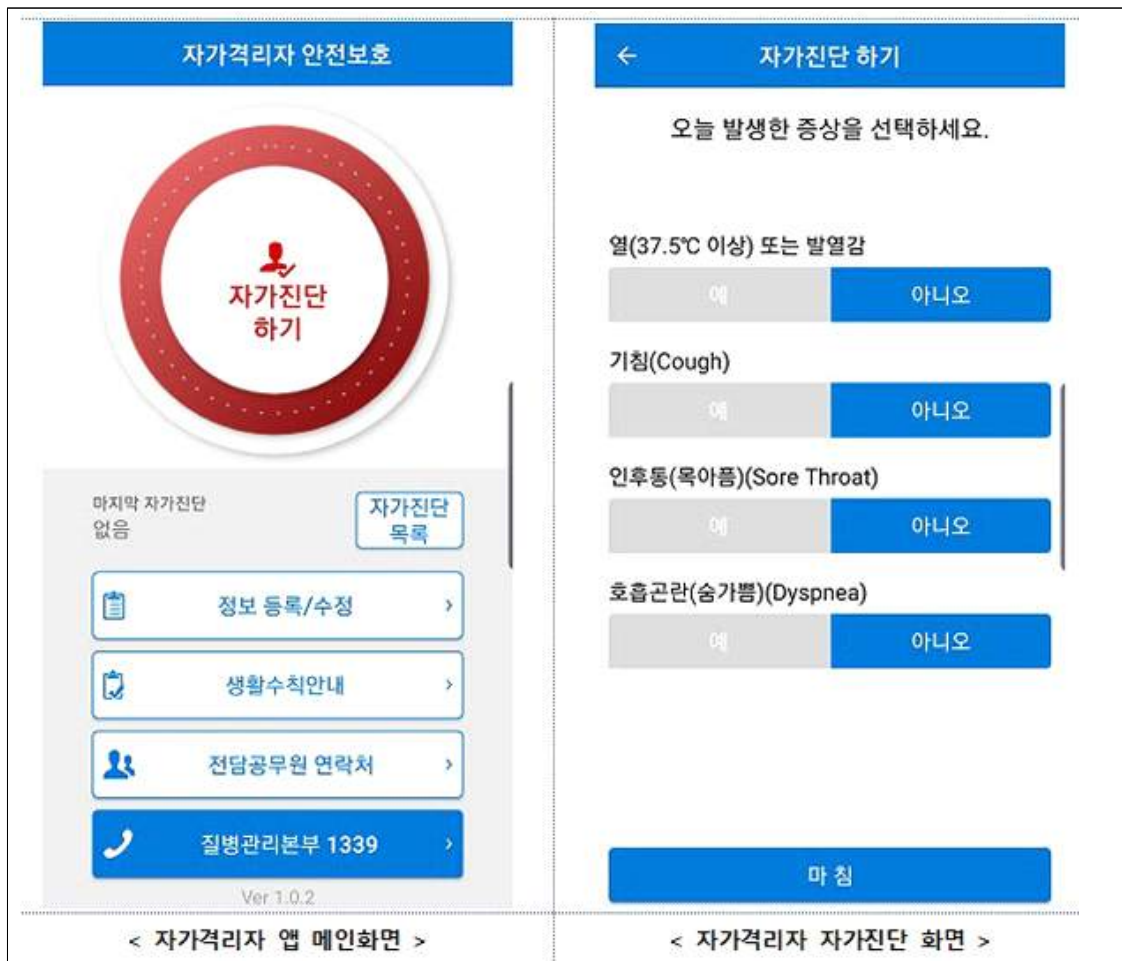 자가격리자 안전보호
자가진단
하기
마지막 자가진단
없음
자가진단
목록
정보 등록/수정
생활수칙안내
전담공무원 연락처
질병관리본부 1339
Ver 1.0.2
< 자가격리자 앱 메인화면 >
자가진단 하기
오늘 발생한 증상을 선택하세요.
열(37.5℃ 이상) 또는 발열감
예 아니오
기침(Cough)
예 아니오
인후통(목아픔)(Sore Throat)
예 아니오
호흡곤란(숨가쁨)(Dyspnea)
예 아니오
마 침
< 자가격리자 자가진단 화면 >